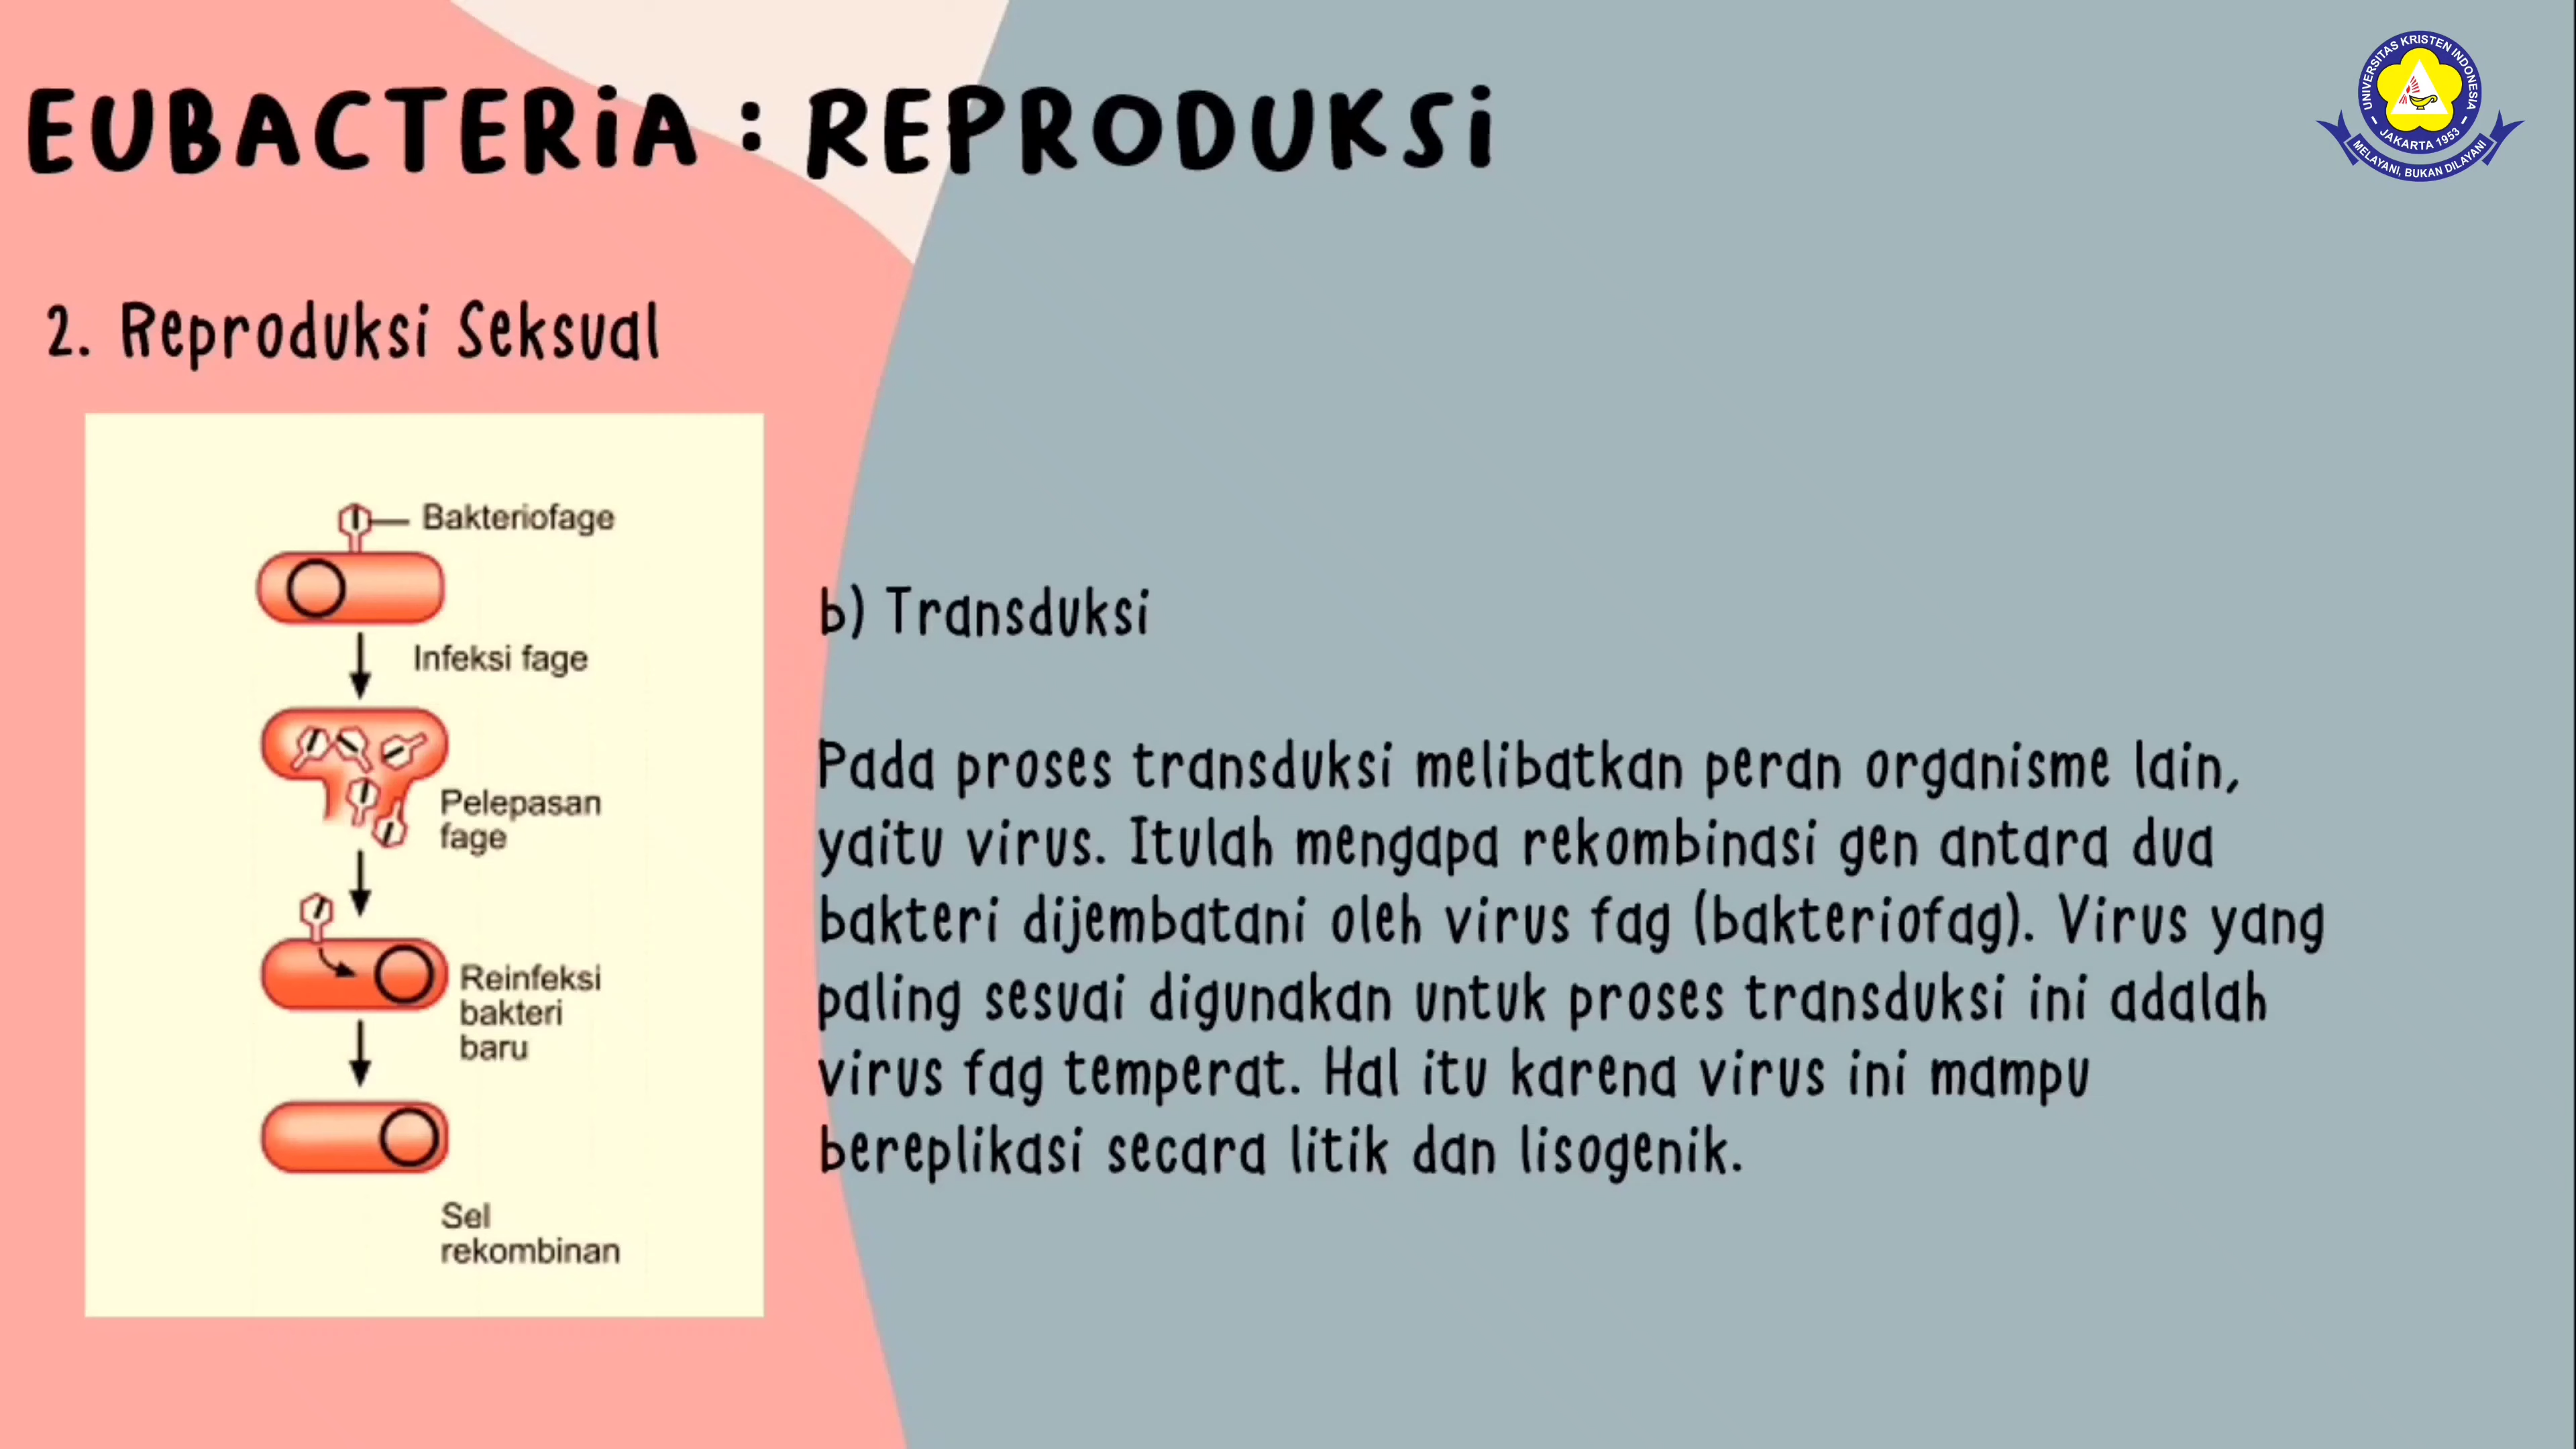 EUBACTERiA : REPRODUKSi
UNIVERSITAS KRISTEN INDONESIA
- JAKARTA 1953 -
MELAYANI, BUKAN DILAYANI
2. Reproduksi Seksual
Bakteriofage
Infeksi fage
Pelepasan
fage
Reinfeksi
bakteri
baru
Sel
rekombinan
b) Transduksi
Pada proses transduksi melibatkan peran organisme lain,
yaitu virus. Itulah mengapa rekombinasi gen antara dua
bakteri dijembatani oleh virus fag (bakteriofag). Virus yang
paling sesuai digunakan untuk proses transduksi ini adalah
virus fag temperat. Hal itu karena virus ini mampu
bereplikasi secara litik dan lisogenik.